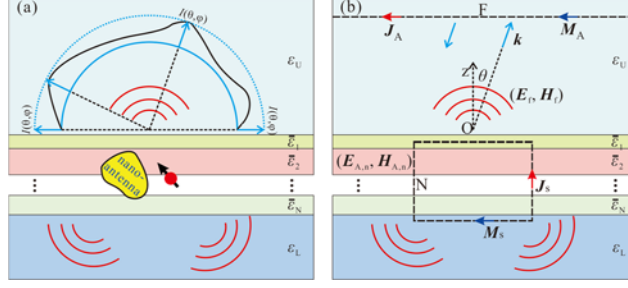 (a)
I(θ,φ)
I(θ,φ)
I(θ,φ)
ε_U
ε̿_1
ε̿_2
nano-
antenna
⋮
⋮
ε̿_N
ε_L
(b)
F
J_A
M_A
k
z
θ
ε_U
(E_f, H_f)
O
ε̿_1
(E_A,n, H_A,n)
ε̿_2
N
J_s
⋮
⋮
ε̿_N
M_s
ε_L